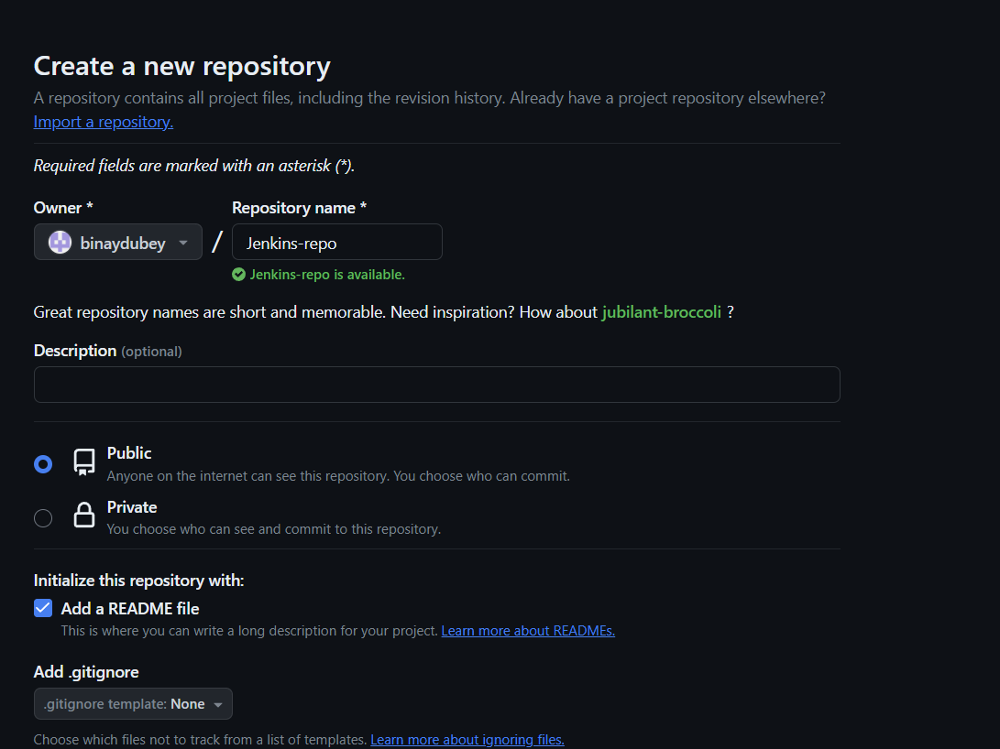 Create a new repository
A repository contains all project files, including the revision history. Already have a project repository elsewhere?
Import a repository.
Required fields are marked with an asterisk (*).
Owner *
Repository name *
binaydubey
/
Jenkins-repo
Jenkins-repo is available.
Great repository names are short and memorable. Need inspiration? How about jubilant-broccoli ?
Description (optional)
Public
Anyone on the internet can see this repository. You choose who can commit.
Private
You choose who can see and commit to this repository.
Initialize this repository with:
Add a README file
This is where you can write a long description for your project. Learn more about READMEs.
Add .gitignore
.gitignore template: None
Choose which files not to track from a list of templates. Learn more about ignoring files.